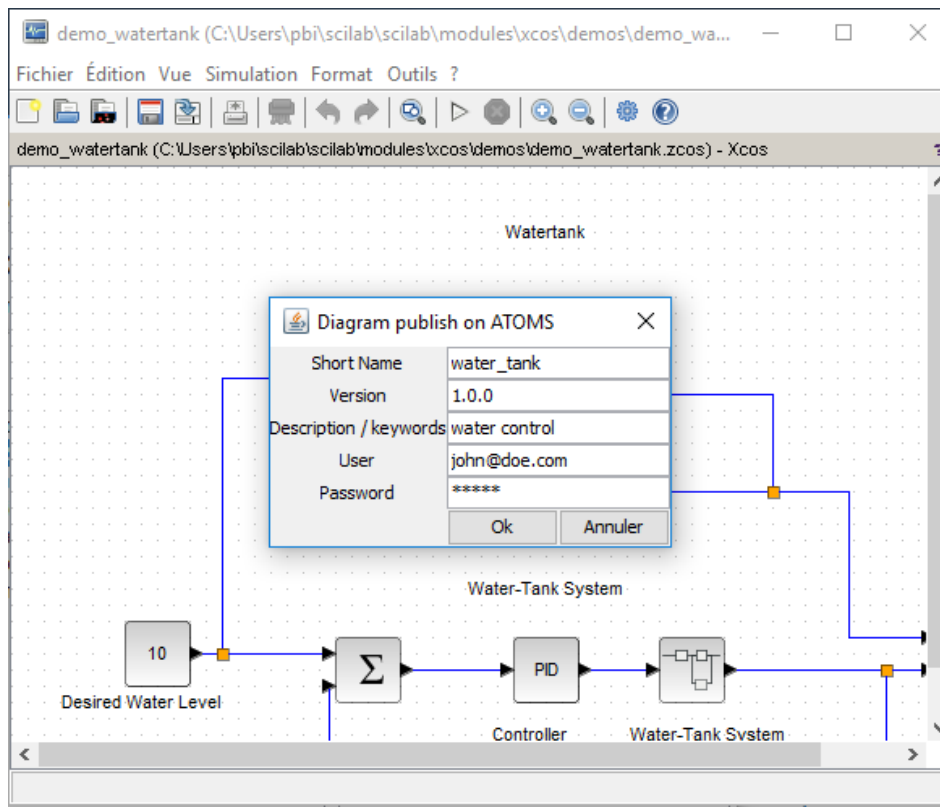 demo_watertank (C:\Users\pbi\scilab\scilab\modules\xcos\demos\demo_wa...
Fichier Édition Vue Simulation Format Outils ?
demo_watertank (C:\Users\pbi\scilab\scilab\modules\xcos\demos\demo_watertank.zcos) - Xcos
Watertank
Diagram publish on ATOMS
Short Name water_tank
Version 1.0.0
Description / keywords water control
User john@doe.com
Password *****
Ok Annuler
Water-Tank System
10 Σ PID
Desired Water Level
Controller Water-Tank System